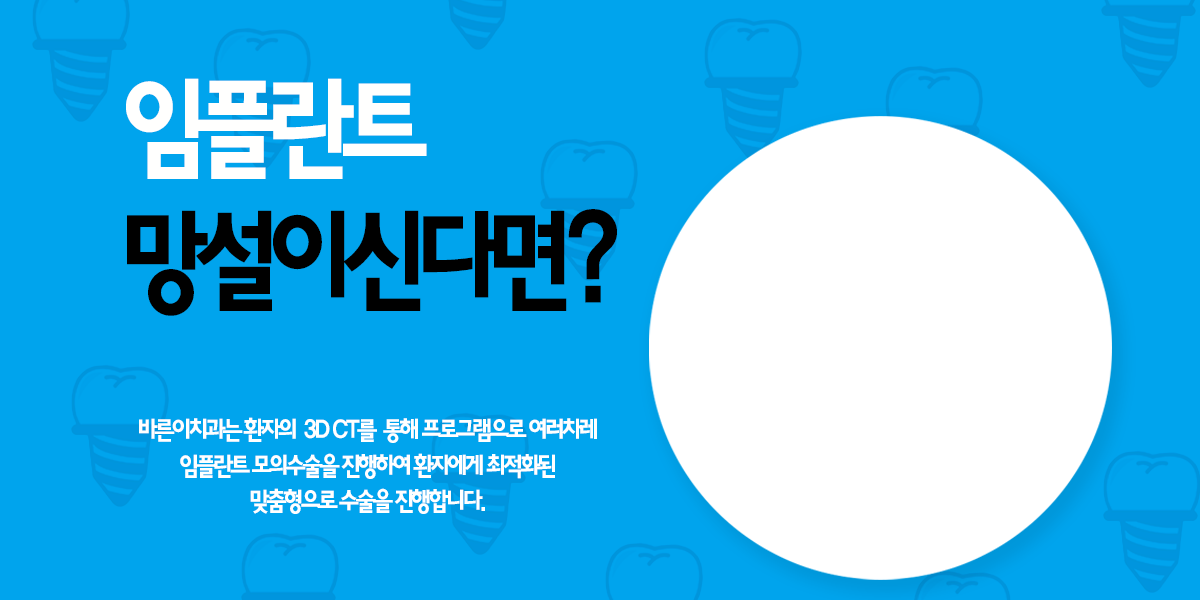 임플란트
망설이신다면?
바른이치과는 환자의 3D CT를 통해 프로그램으로 여러차례
임플란트 모의수술을 진행하여 환자에게 최적화된
맞춤형으로 수술을 진행합니다.